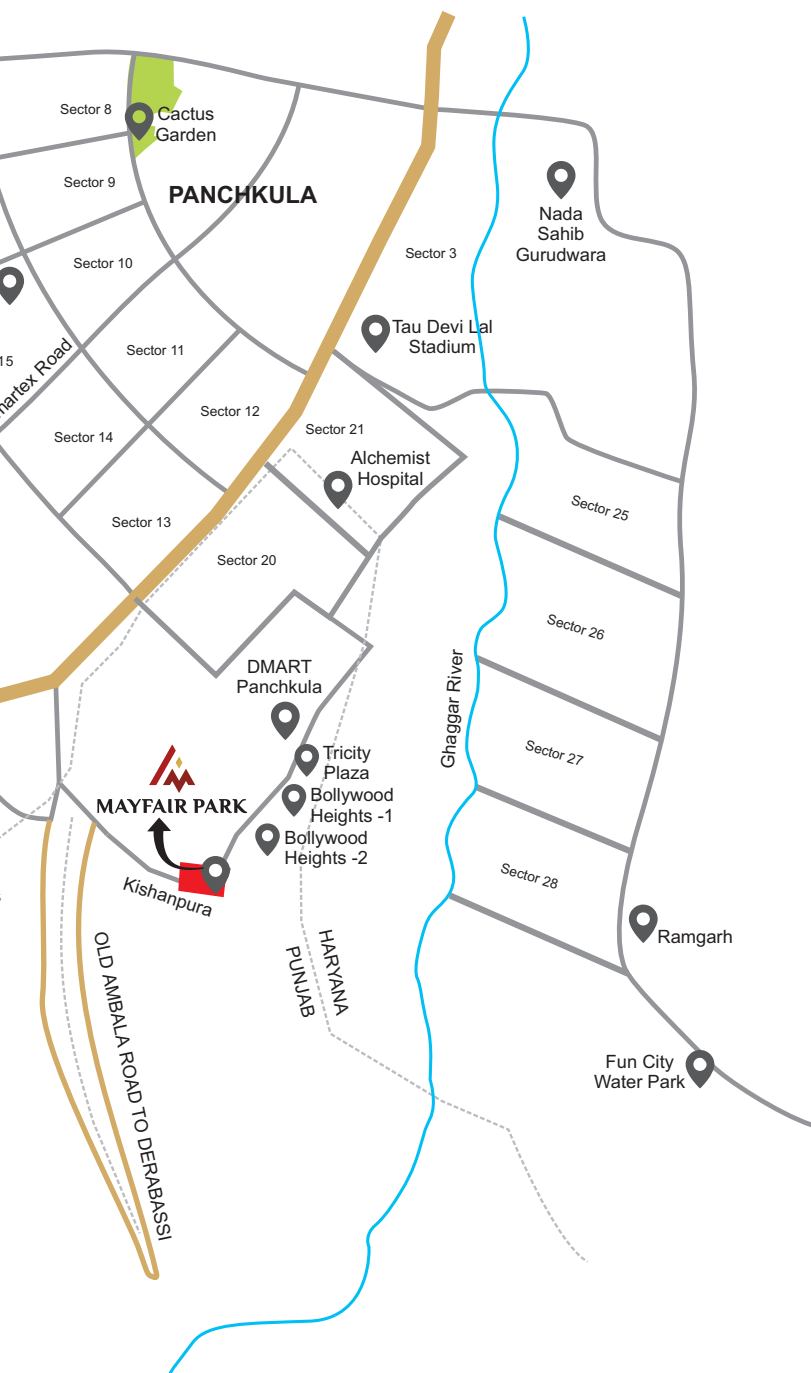 Sector 8
Cactus
Garden
Sector 9
PANCHKULA
Nada
Sahib
Gurudwara
Sector 3
Sector 10
Tau Devi Lal
Stadium
Sector 11
15
Road
Sector 12
Sector 21
Sector 14
Alchemist
Hospital
Sector 13
Sector 25
Sector 20
Sector 26
DMART
Panchkula
Ghaggar River
Tricity
Plaza
Sector 27
MAYFAIR PARK
Bollywood
Heights -1
Bollywood
Heights -2
Sector 28
Kishanpura
Ramgarh
HARYANA
PUNJAB
OLD AMBALA ROAD TO DERABASSI
Fun City
Water Park